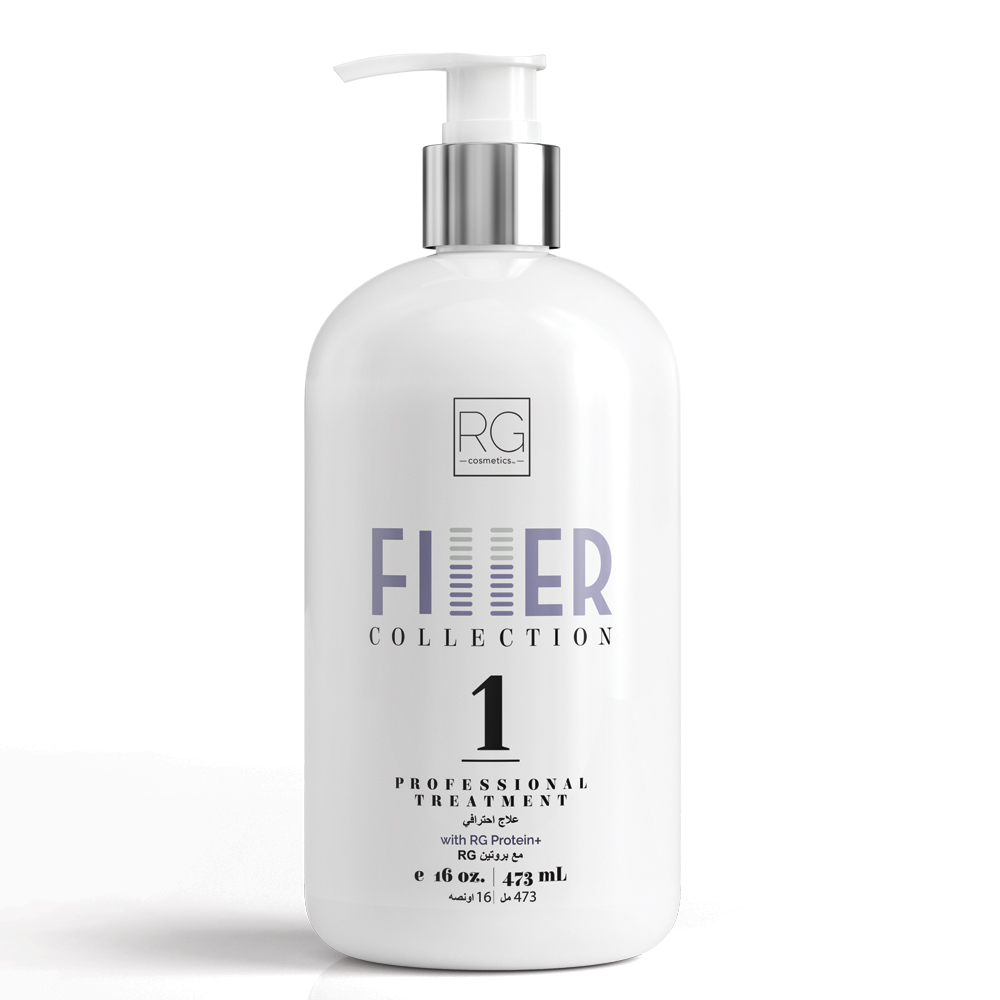 RG
cosmetics™
FILLER
COLLECTION
1
PROFESSIONAL
TREATMENT
علاج احترافي
with RG Protein+
مع بروتين RG
e 16 oz. | 473 mL
473 مل | 16 اونصه